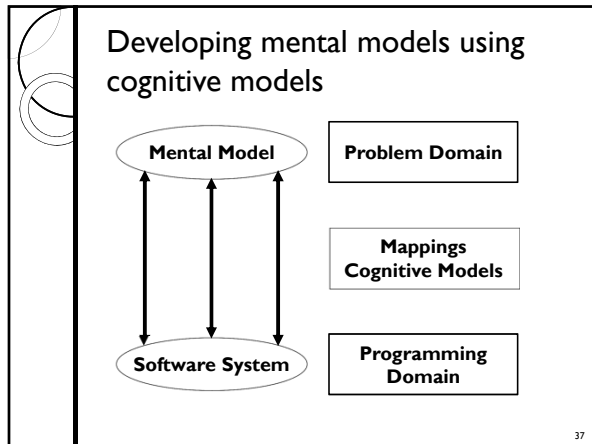 Developing mental models using
cognitive models
Mental Model
Problem Domain
Mappings
Cognitive Models
Software System
Programming
Domain
37